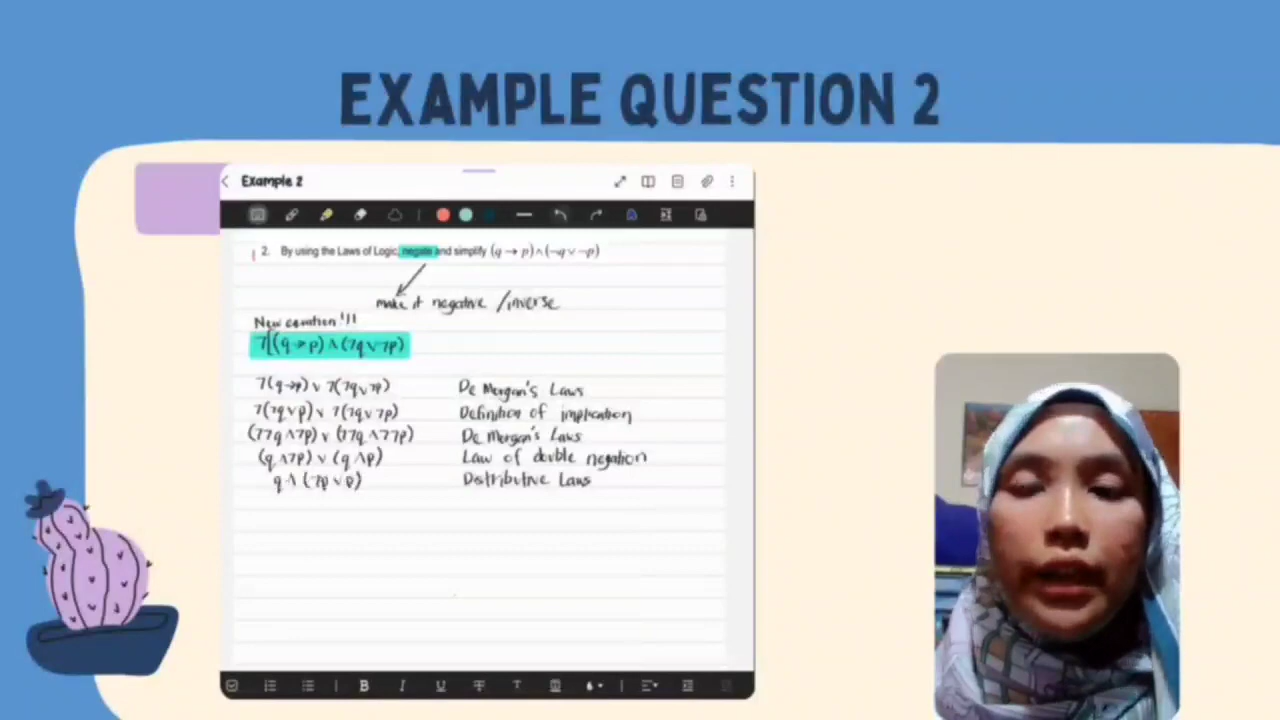 EXAMPLE QUESTION 2
Example 2
2. By using the Laws of Logic, negate and simplify (q → p) ∧ (¬q ∨ ¬p)
make it negative / inverse
New equation !!!
¬[(q→p) ∧ (¬q ∨ ¬p)
¬(q→p) ∨ ¬(¬q ∨ ¬p) De Morgan's Laws
¬(¬q ∨ p) ∨ ¬(¬q ∨ ¬p) Definition of implication
(¬¬q ∧ ¬p) ∨ (¬¬q ∧ ¬¬p) De Morgan's Laws
(q ∧ ¬p) ∨ (q ∧ p) Law of double negation
q ∧ (¬p ∨ p) Distributive Laws
B I U T T 6